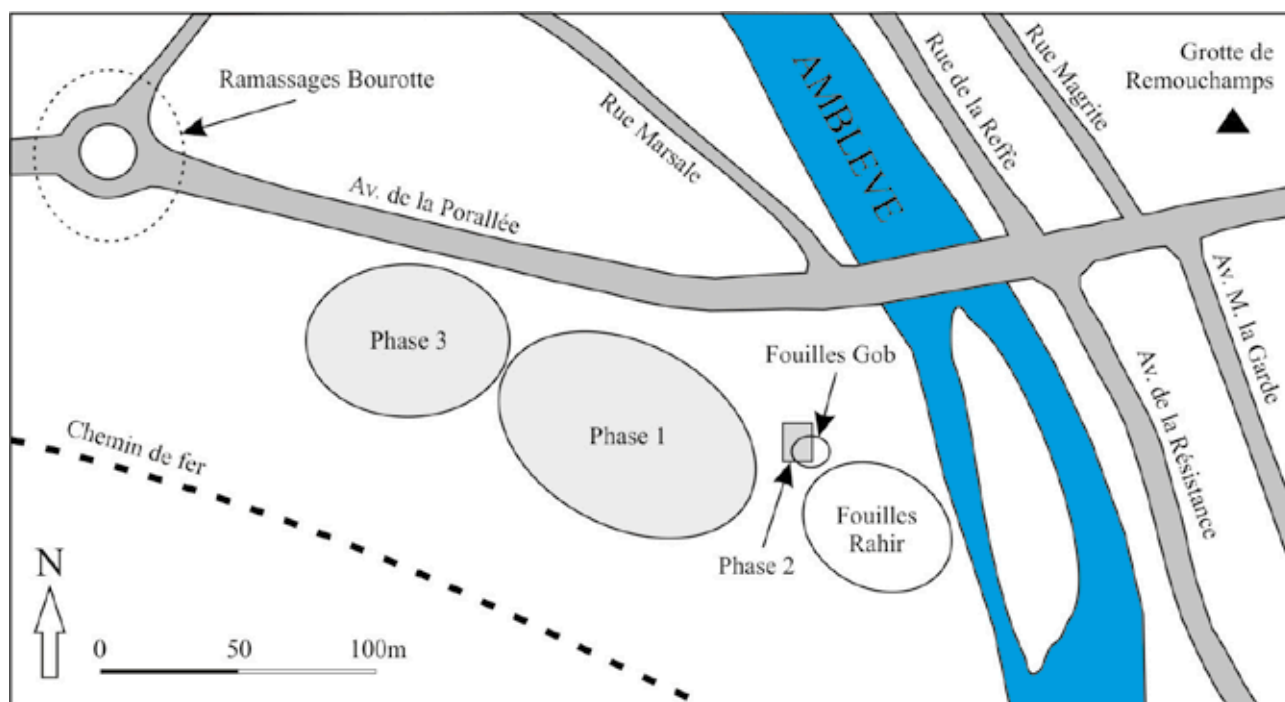 Ramassages Bourotte
Av. de la Porallée
Rue Marsale
AMBLEVE
Rue de la Reffe
Rue Magrite
Grotte de
Remouchamps
Av. M. la Garde
Av. de la Résistance
Phase 3
Phase 1
Fouilles Gob
Phase 2
Fouilles
Rahir
Chemin de fer
N
0 50 100m